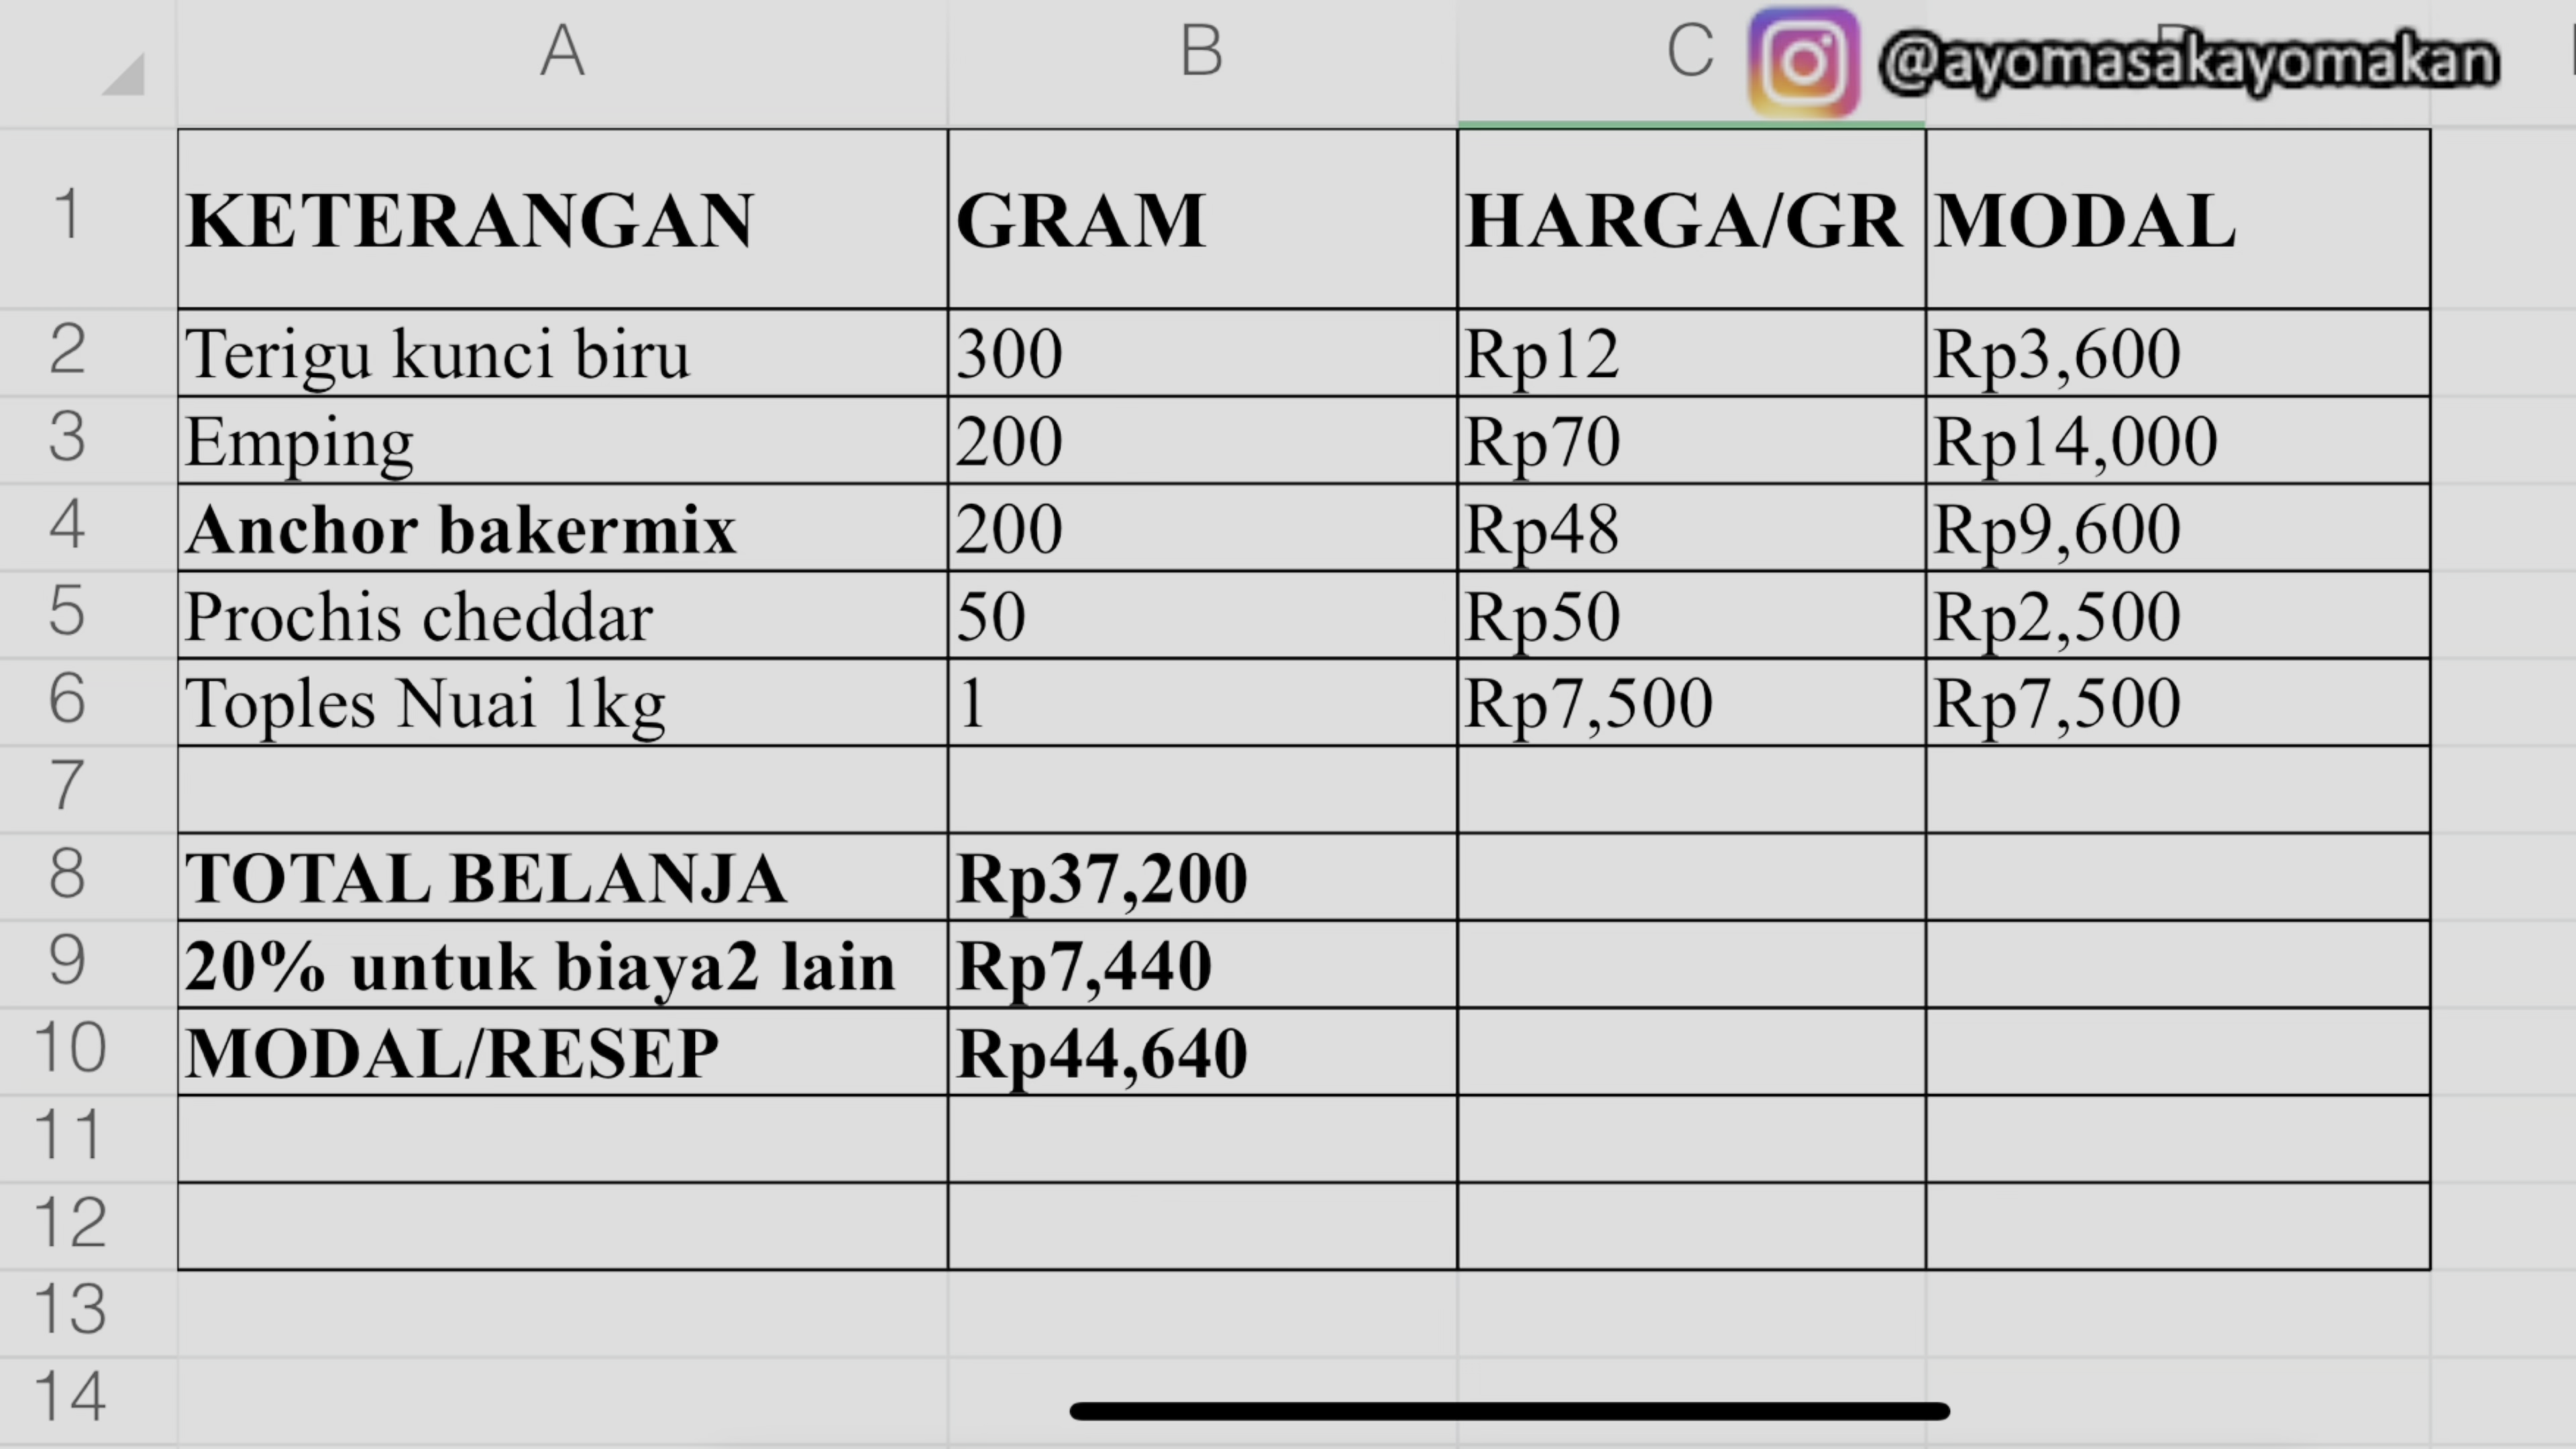 A B C @ayomasakayomakan
1 KETERANGAN GRAM HARGA/GR MODAL
2 Terigu kunci biru 300 Rp12 Rp3,600
3 Emping 200 Rp70 Rp14,000
4 Anchor bakermix 200 Rp48 Rp9,600
5 Prochis cheddar 50 Rp50 Rp2,500
6 Toples Nuai 1kg 1 Rp7,500 Rp7,500
7
8 TOTAL BELANJA Rp37,200
9 20% untuk biaya2 lain Rp7,440
10 MODAL/RESEP Rp44,640
11
12
13
14